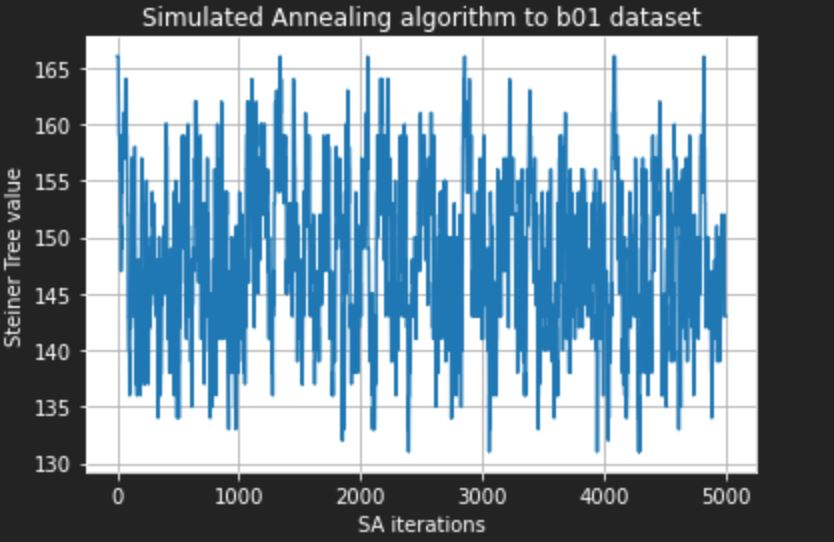 Simulated Annealing algorithm to b01 dataset
165
160
155
150
145
140
135
130
Steiner Tree value
0 1000 2000 3000 4000 5000
SA iterations